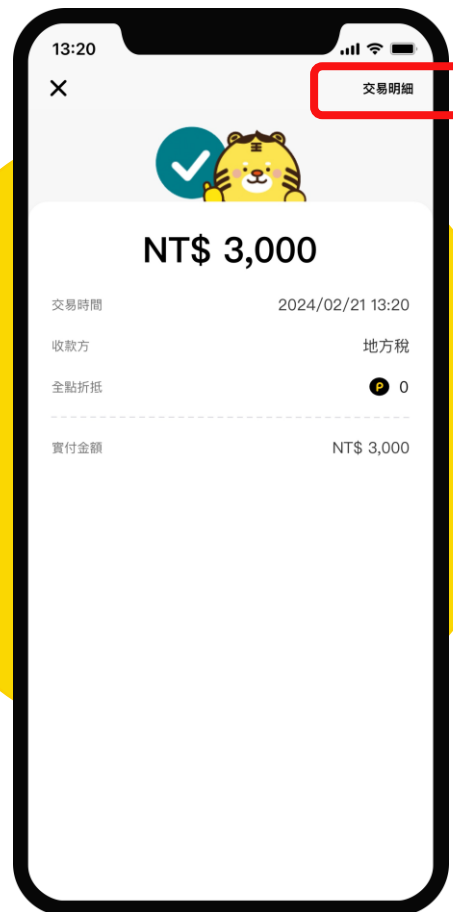 13:20
交易明細
王
NT$ 3,000
交易時間 2024/02/21 13:20
收款方 地方稅
全點折抵 P 0
實付金額 NT$ 3,000